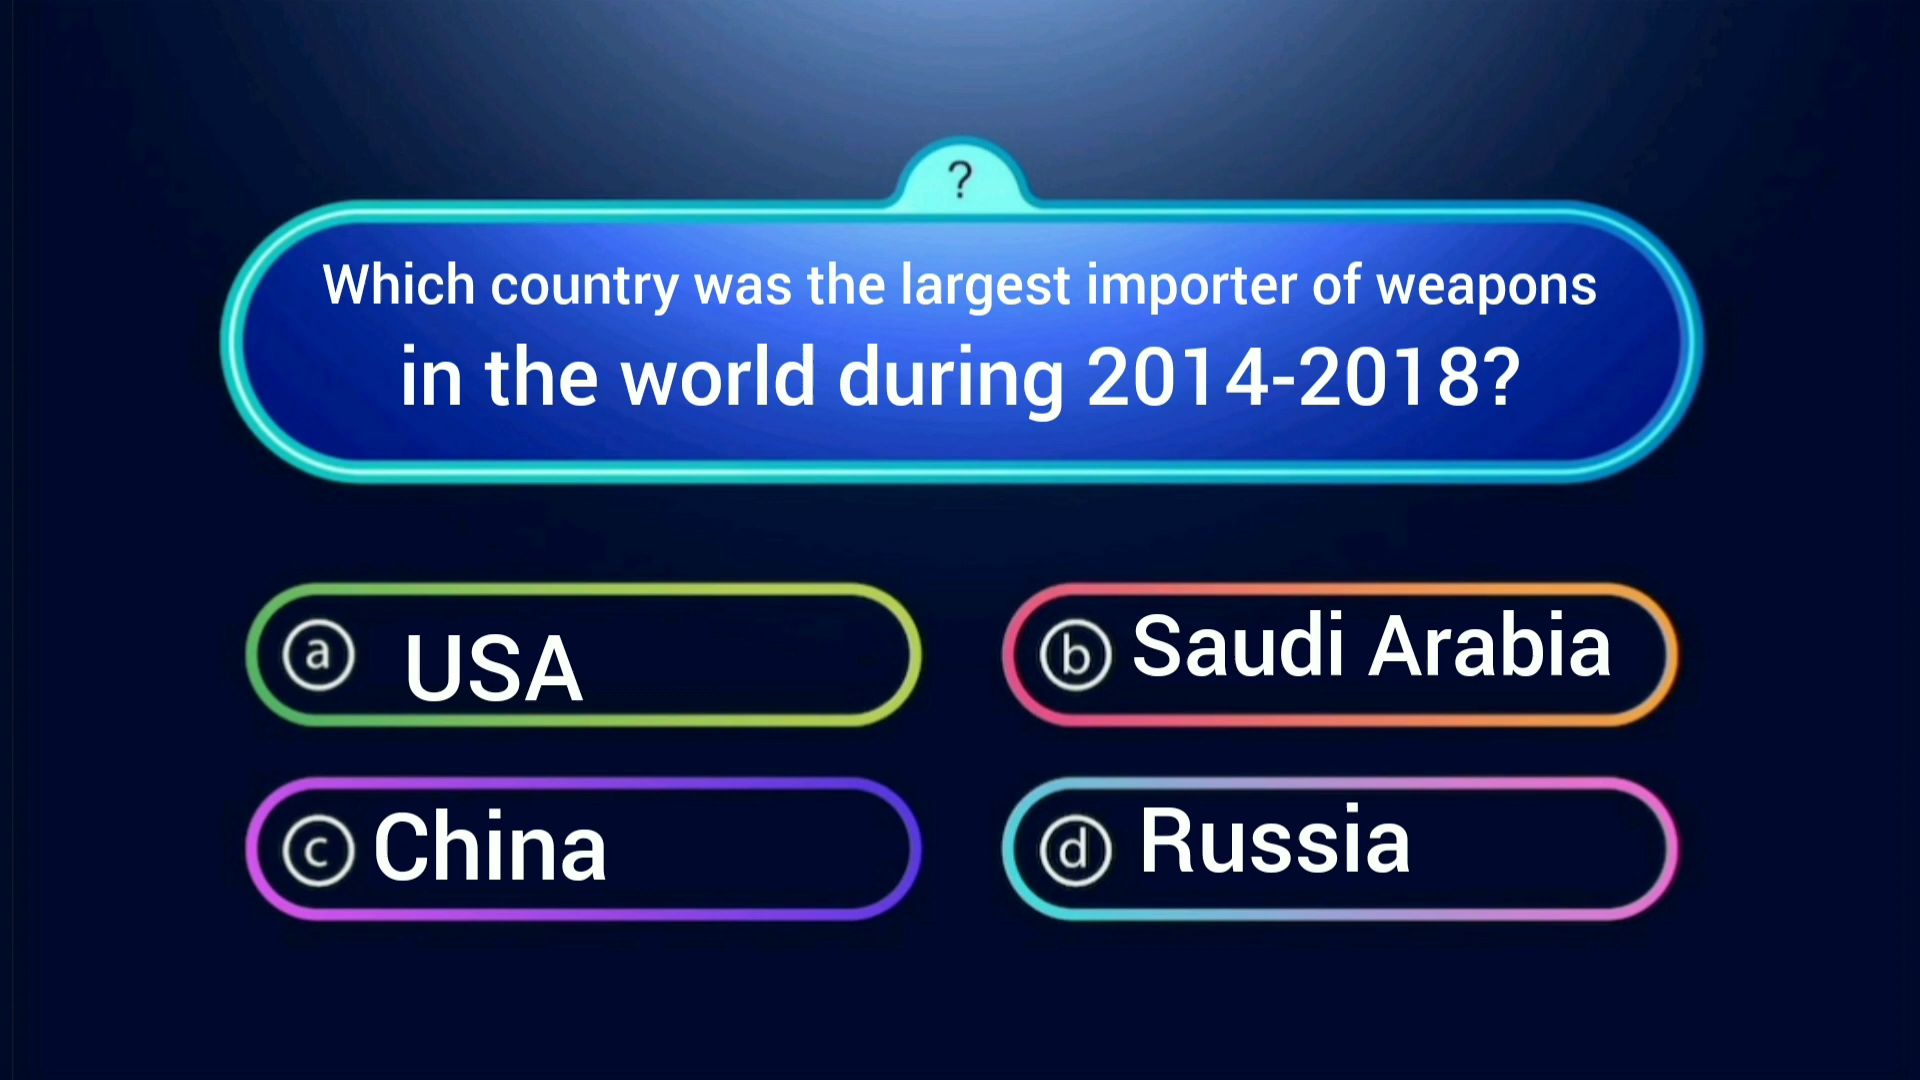 ?
Which country was the largest importer of weapons
in the world during 2014-2018?
a USA
b Saudi Arabia
c China
d Russia